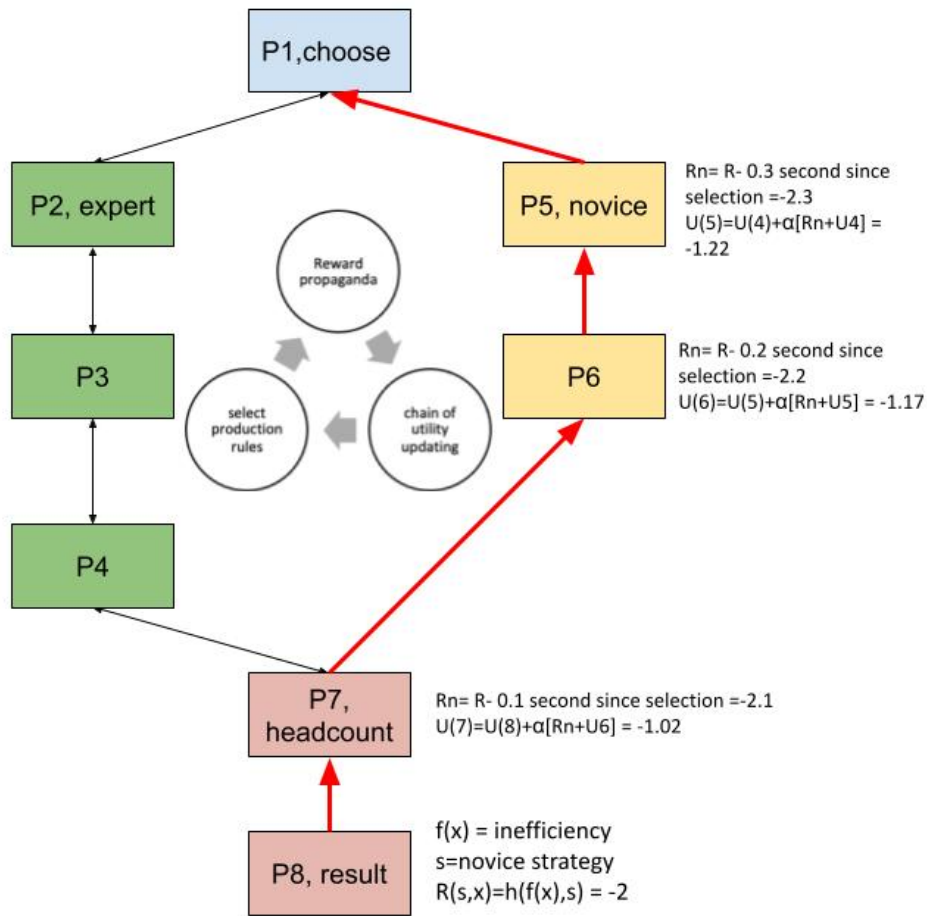 P1,choose
P2, expert
P5, novice
Rn= R- 0.3 second since
selection =-2.3
U(5)=U(4)+α[Rn+U4] =
-1.22
Reward
propaganda
P3
P6
Rn= R- 0.2 second since
selection =-2.2
U(6)=U(5)+α[Rn+U5] = -1.17
select
production
rules
chain of
utility
updating
P4
P7,
headcount
Rn= R- 0.1 second since selection =-2.1
U(7)=U(8)+α[Rn+U6] = -1.02
P8, result
f(x) = inefficiency
s=novice strategy
R(s,x)=h(f(x),s) = -2